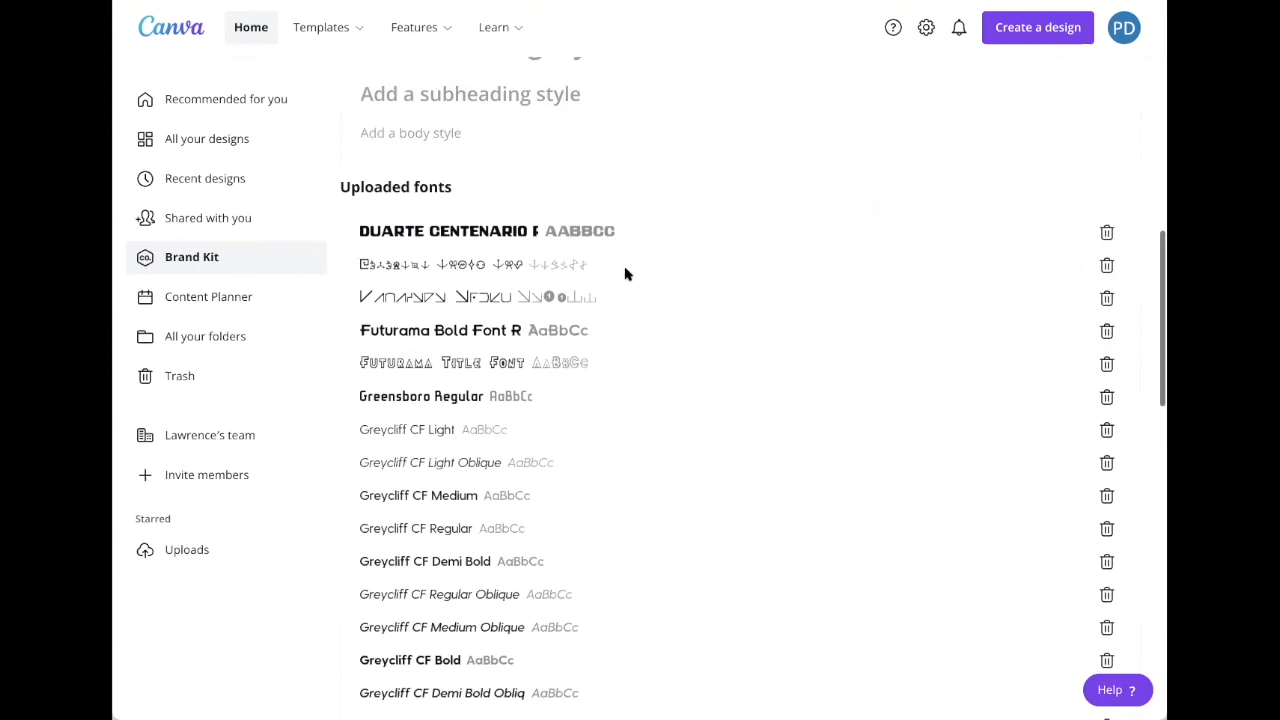 Canva
Home
Templates
Features
Learn
Create a design
PD
Recommended for you
All your designs
Recent designs
Shared with you
Brand Kit
Content Planner
All your folders
Trash
Lawrence's team
Invite members
Starred
Uploads
Add a subheading style
Add a body style
Uploaded fonts
DUARTE CENTENARIO AABBCC
Futurama Bold Font R AaBbCc
Futurama Title Font AaBbCc
Greensboro Regular AaBbCc
Greycliff CF Light AaBbCc
Greycliff CF Light Oblique AaBbCc
Greycliff CF Medium AaBbCc
Greycliff CF Regular AaBbCc
Greycliff CF Demi Bold AaBbCc
Greycliff CF Regular Oblique AaBbCc
Greycliff CF Medium Oblique AaBbCc
Greycliff CF Bold AaBbCc
Greycliff CF Demi Bold Obliq AaBbCc
Help ?